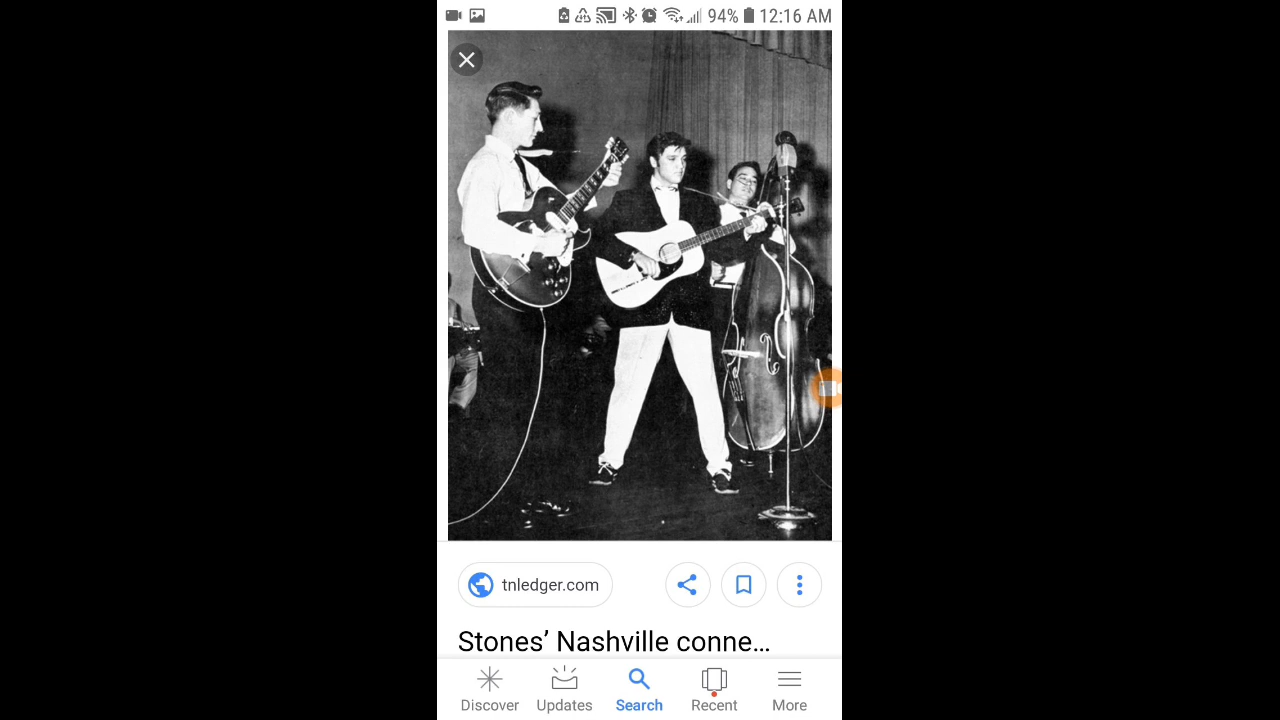 94% 12:16 AM
tnledger.com
Stones’ Nashville conne…
Discover Updates Search Recent More